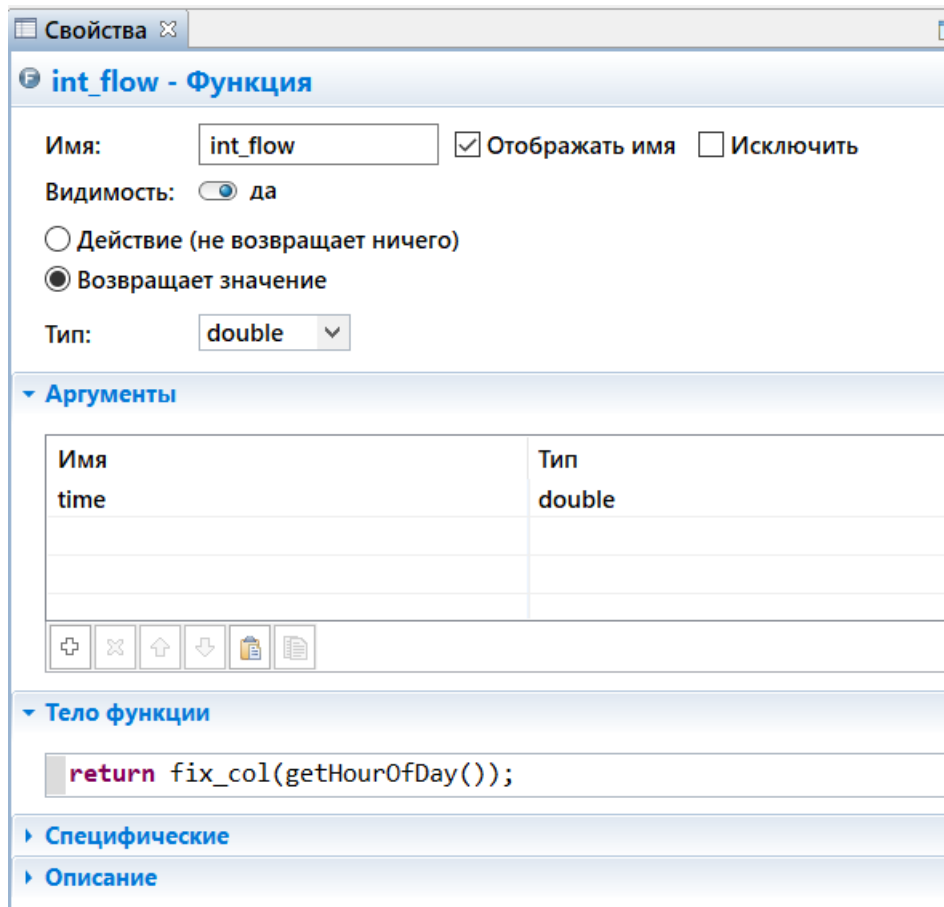 Свойства
int_flow - Функция
Имя: int_flow Отображать имя Исключить
Видимость: да
Действие (не возвращает ничего)
Возвращает значение
Тип: double
Аргументы
Имя Тип
time double
Тело функции
return fix_col(getHourOfDay());
Специфические
Описание